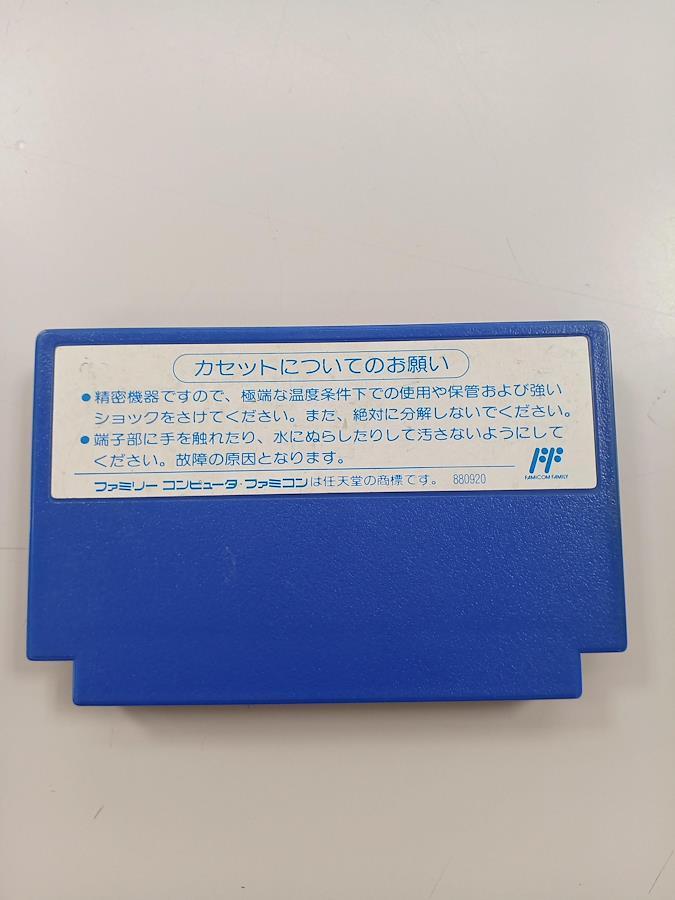 カセットについてのお願い
●精密機器ですので、極端な温度条件下での使用や保管および強い
ショックをさけてください。また、絶対に分解しないでください。
●端子部に手を触れたり、水にぬらしたりして汚さないようにして
ください。故障の原因となります。
ファミリー コンピュータ・ファミコンは任天堂の商標です。 880920
FF
FAMICOM FAMILY